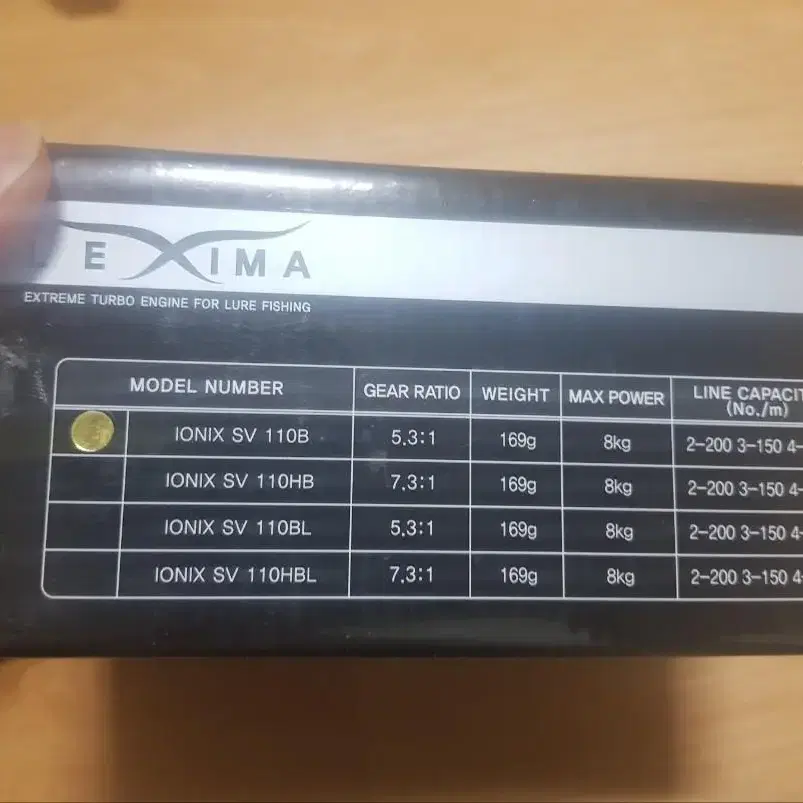 EXIMA
EXTREME TURBO ENGINE FOR LURE FISHING
MODEL NUMBER GEAR RATIO WEIGHT MAX POWER LINE
(No./m)
IONIX SV 110B 5.3:1 169g 8kg 2-200 3-150 4-
IONIX SV 110HB 7.3:1 169g 8kg 2-200 3-150 4-
IONIX SV 110BL 5.3:1 169g 8kg 2-200 3-150 4-
IONIX SV 110HBL 7.3:1 169g 8kg 2-200 3-150 4-